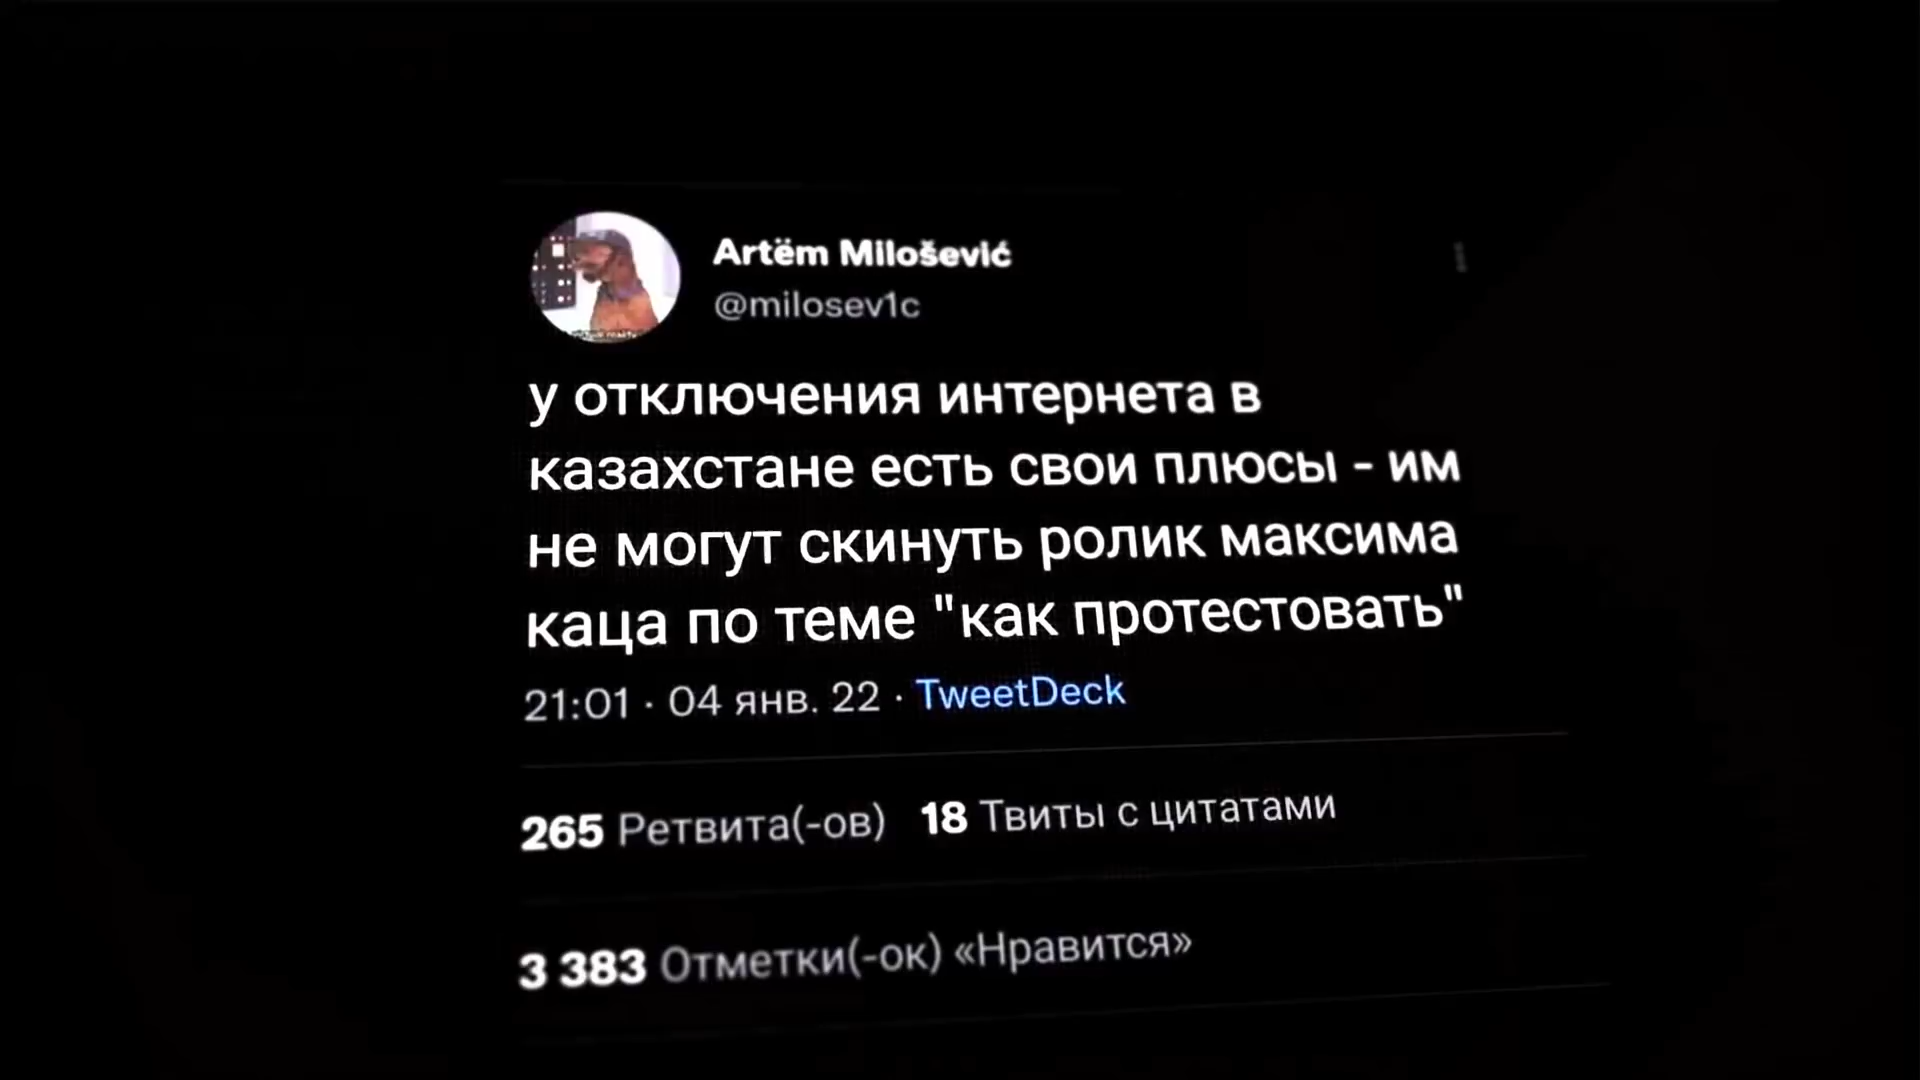 Artëm Milošević
@milosev1c
у отключения интернета в
казахстане есть свои плюсы - им
не могут скинуть ролик максима
каца по теме "как протестовать"
21:01 · 04 янв. 22 · TweetDeck
265 Ретвита(-ов) 18 Твиты с цитатами
3 383 Отметки(-ок) «Нравится»